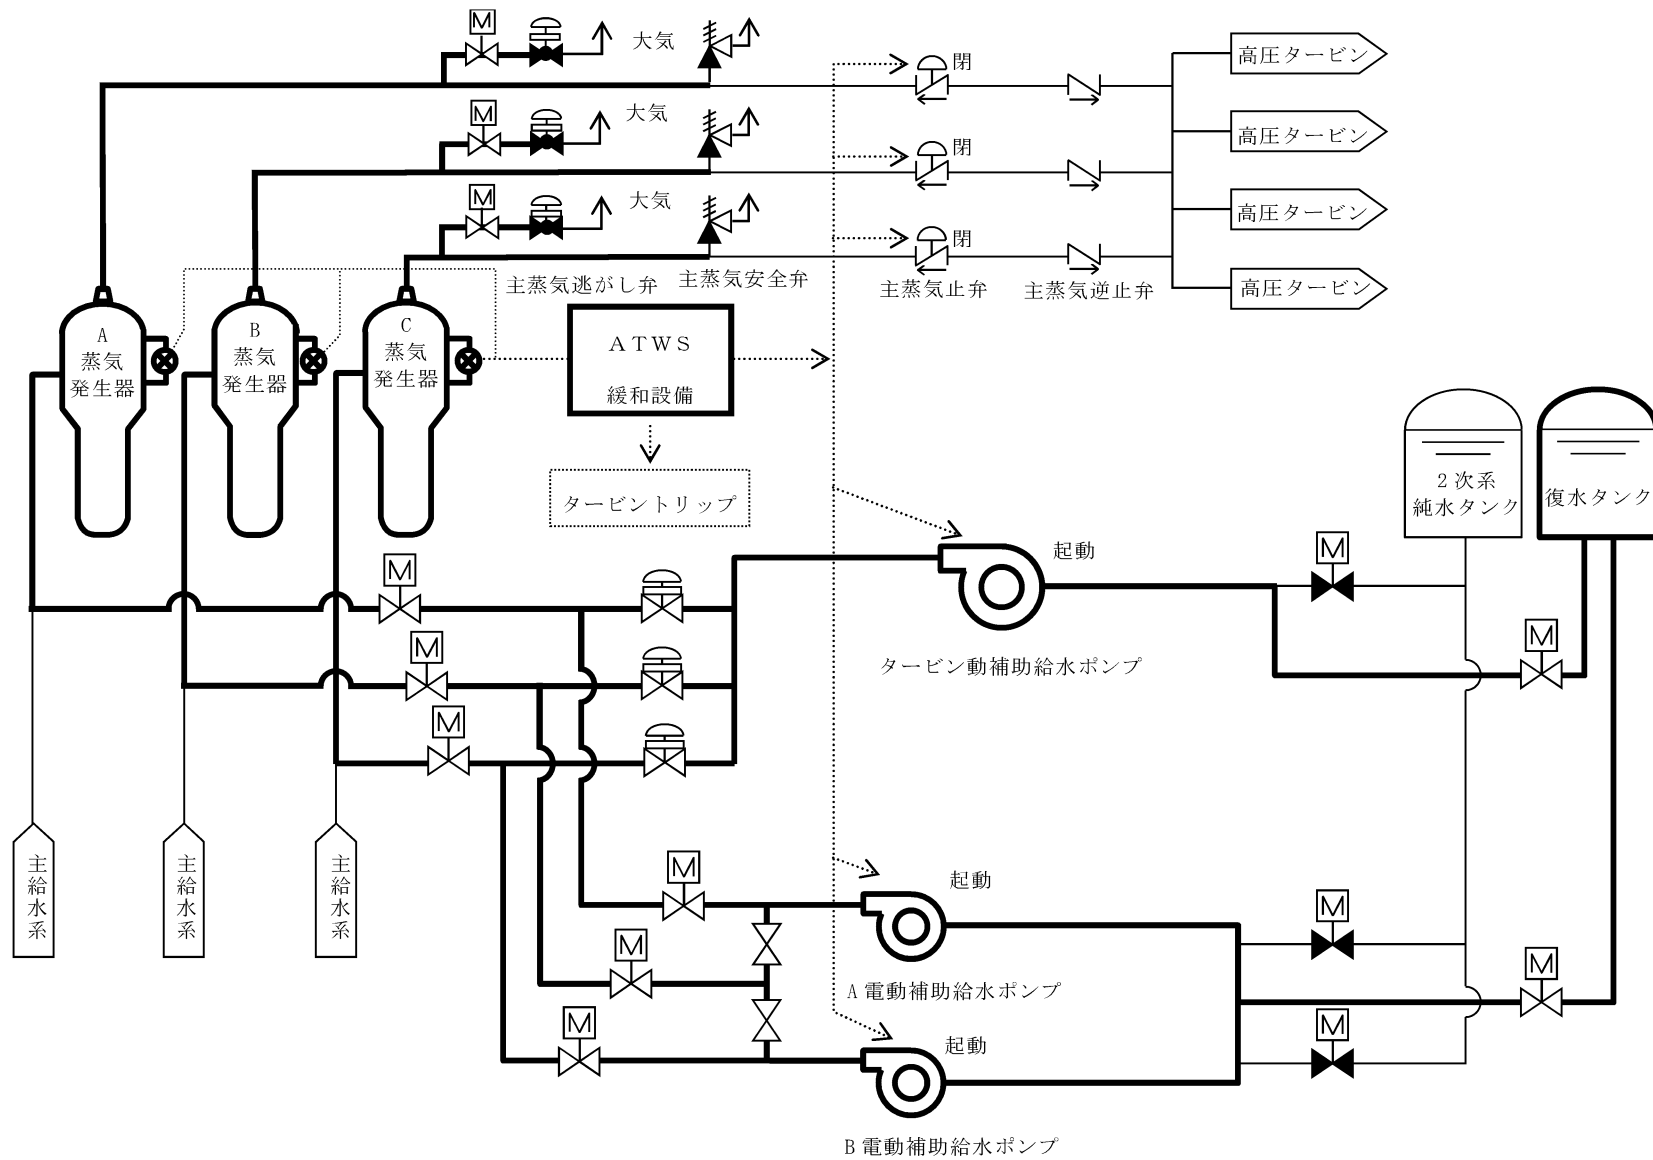 M
大気
閉
高圧タービン
M
大気
閉
高圧タービン
M
大気
閉
高圧タービン
主蒸気逃がし弁
主蒸気安全弁
主蒸気止弁
主蒸気逆止弁
高圧タービン
A
蒸気
発生器
B
蒸気
発生器
C
蒸気
発生器
ATWS
緩和設備
タービントリップ
2次系
純水タンク
復水タンク
起動
M
M
タービン動補助給水ポンプ
M
M
M
主給水系
主給水系
主給水系
M
M
M
起動
A電動補助給水ポンプ
起動
B電動補助給水ポンプ
M
M
M